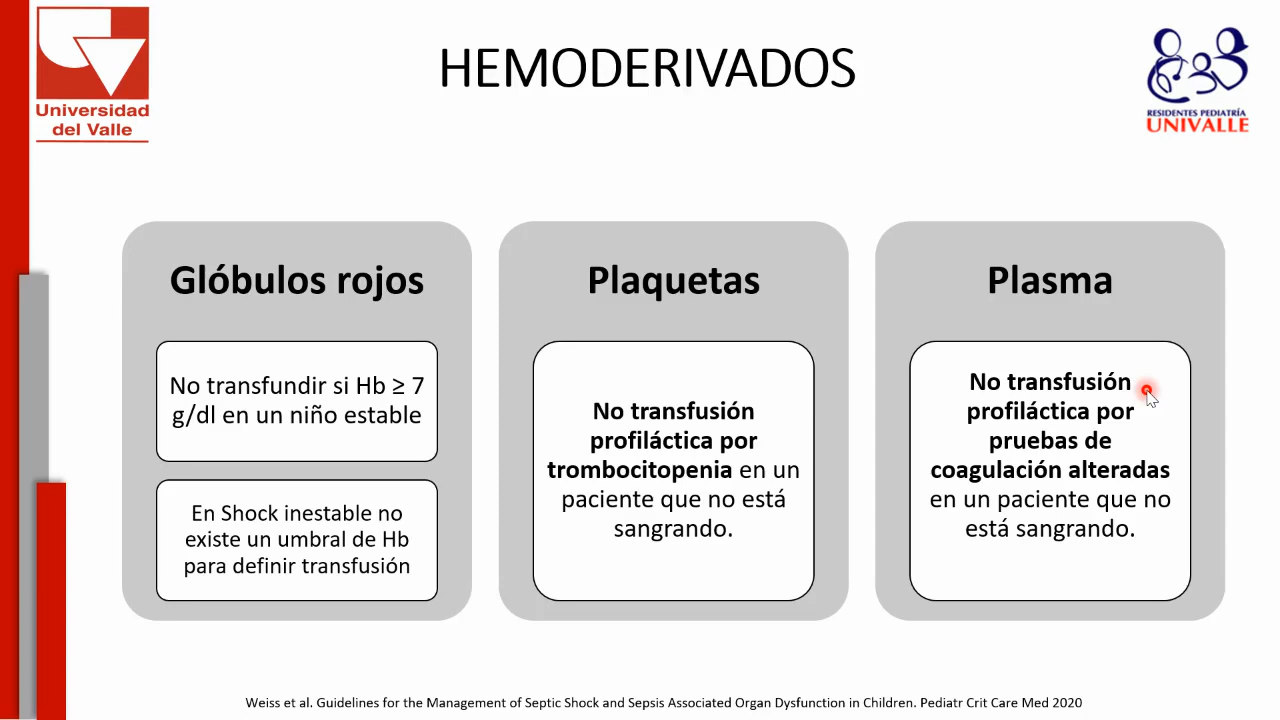 Universidad
del Valle
HEMODERIVADOS
RESIDENTES PEDIATRÍA
UNIVALLE
Glóbulos rojos
No transfundir si Hb ≥ 7
g/dl en un niño estable
En Shock inestable no
existe un umbral de Hb
para definir transfusión
Plaquetas
No transfusión
profiláctica por
trombocitopenia en un
paciente que no está
sangrando.
Plasma
No transfusión
profiláctica por
pruebas de
coagulación alteradas
en un paciente que no
está sangrando.
Weiss et al. Guidelines for the Management of Septic Shock and Sepsis Associated Organ Dysfunction in Children. Pediatr Crit Care Med 2020